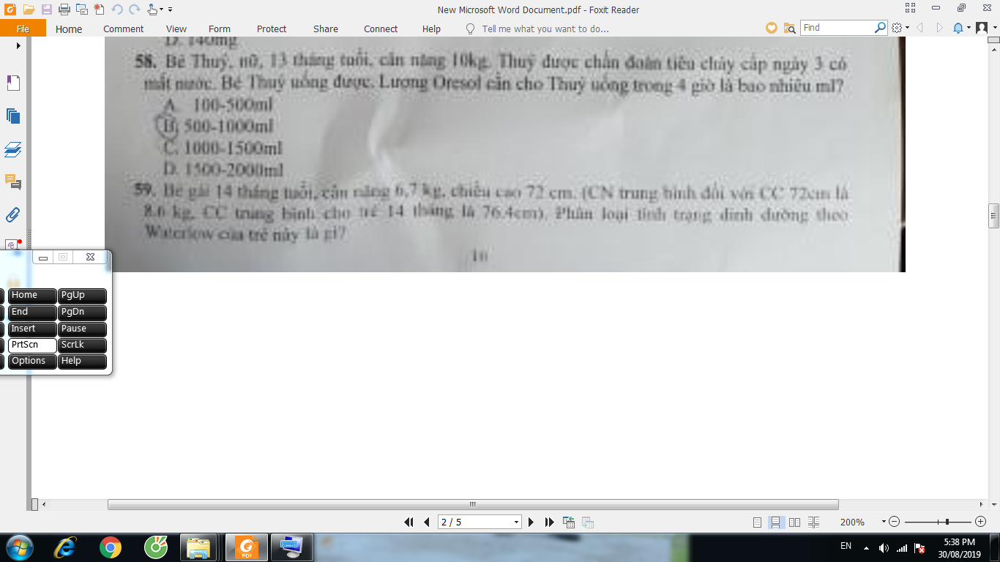 New Microsoft Word Document.pdf - Foxit Reader
File Home Comment View Form Protect Share Connect Help Tell me what you want to do... Find
D. 140mg
58. Bé Thuý, nữ, 13 tháng tuổi, cân nặng 10kg. Thuý được chẩn đoán tiêu chảy cấp ngày 3 có
mất nước. Bé Thuý uống được. Lượng Oresol cần cho Thuý uống trong 4 giờ là bao nhiêu ml?
A. 100-500ml
B. 500-1000ml
C. 1000-1500ml
D. 1500-2000ml
59. Bé gái 14 tháng tuổi, cân nặng 6,7 kg, chiều cao 72 cm. (CN trung bình đối với CC 72cm là
8.6 kg, CC trung bình cho trẻ 14 tháng là 76.4cm). Phân loại tình trạng dinh dưỡng theo
Waterlow của trẻ này là gì?
Home PgUp
End PgDn
Insert Pause
PrtScn ScrLk
Options Help
2 / 5
200%
EN
5:38 PM
30/08/2019
PDF